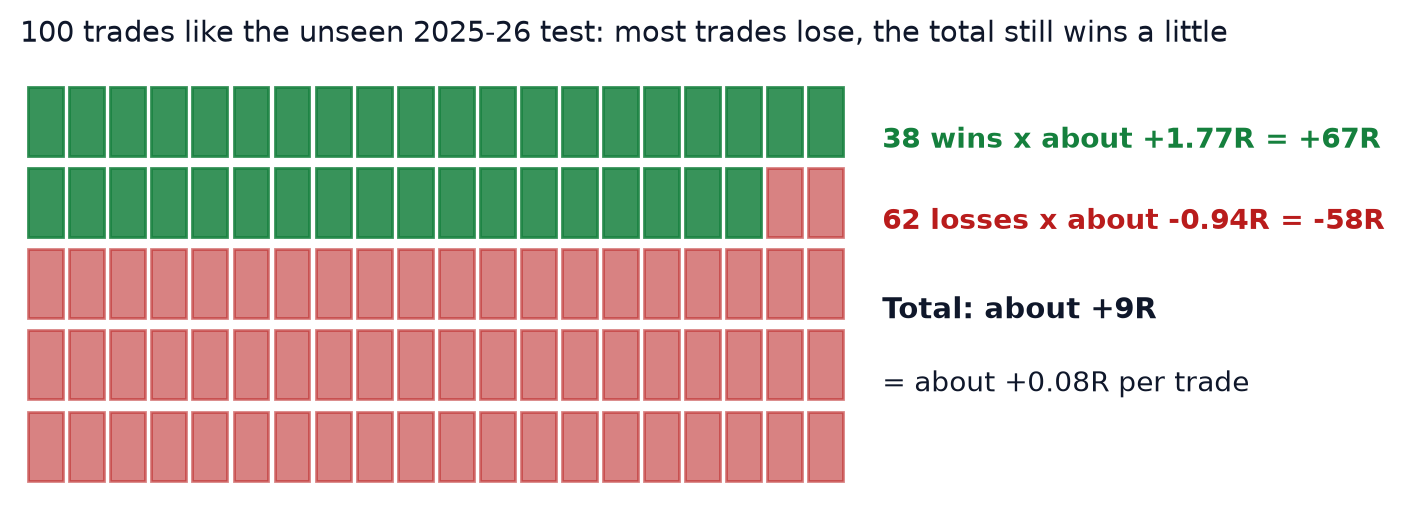 100 trades like the unseen 2025-26 test: most trades lose, the total still wins a little
38 wins x about +1.77R = +67R
62 losses x about -0.94R = -58R
Total: about +9R
= about +0.08R per trade